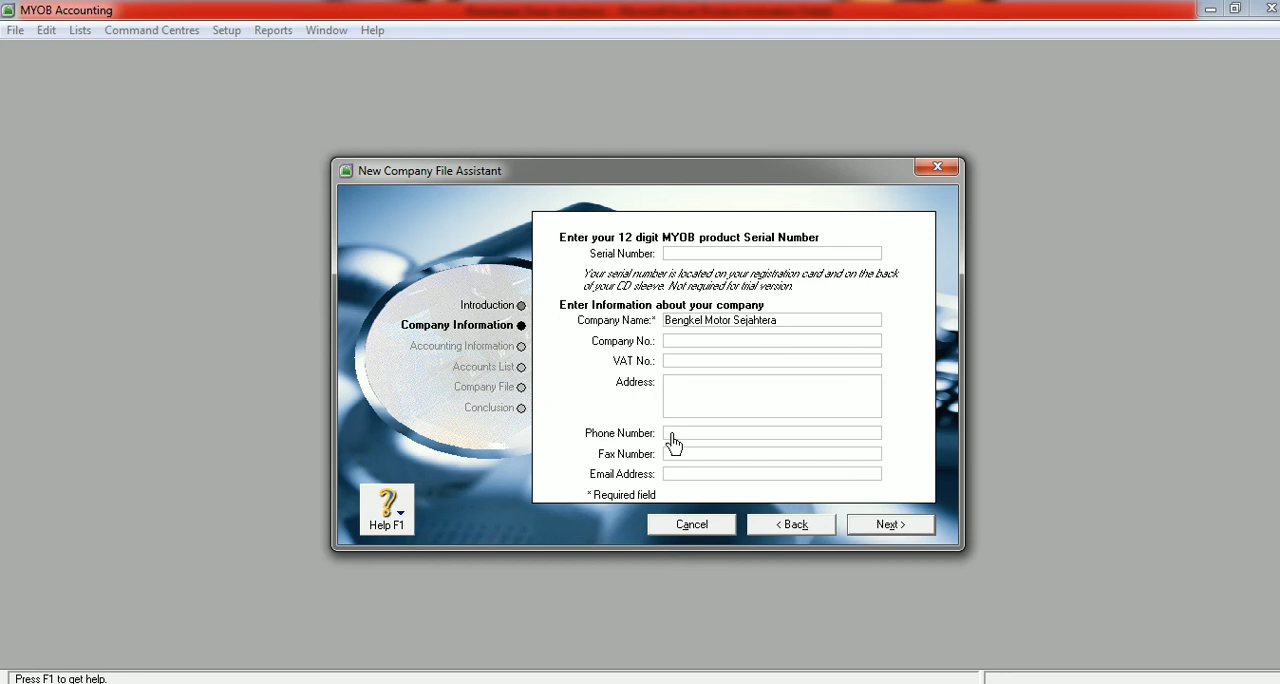 MYOB Accounting
File Edit Lists Command Centres Setup Reports Window Help
New Company File Assistant
Enter your 12 digit MYOB product Serial Number
Serial Number:
Your serial number is located on your registration card and on the back
of your CD sleeve. Not required for trial version.
Introduction
Company Information
Accounting Information
Accounts List
Company File
Conclusion
Enter Information about your company
Company Name:* Bengkel Motor Sejahtera
Company No.:
VAT No.:
Address:
Phone Number:
Fax Number:
Email Address:
* Required field
Help F1
Cancel < Back Next >
Press F1 to get help.